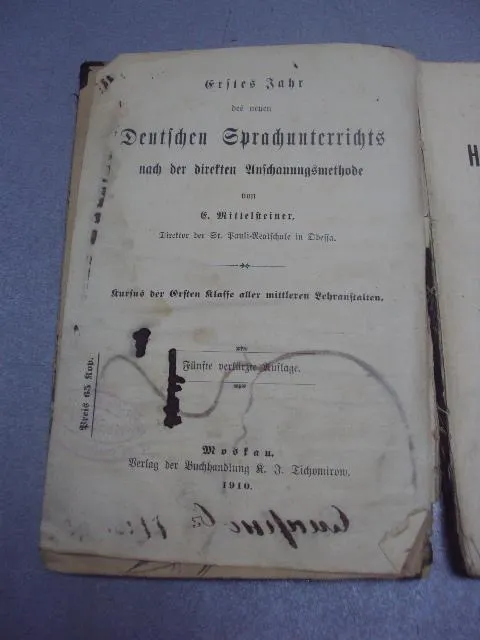 Erstes Jahr
des neuen
Deutschen Sprachunterrichts
nach der direkten Anschauungsmethode
von
E. Mittelsteiner.
Direktor der St. Pauli-Realschule in Odessa.
Kursus der Ersten Klasse aller mittleren Lehranstalten.
Fünfte verkürzte Auflage.
Preis 65 Kop.
Moskau.
Verlag der Buchhandlung K. J. Tichomirow.
1910.
H